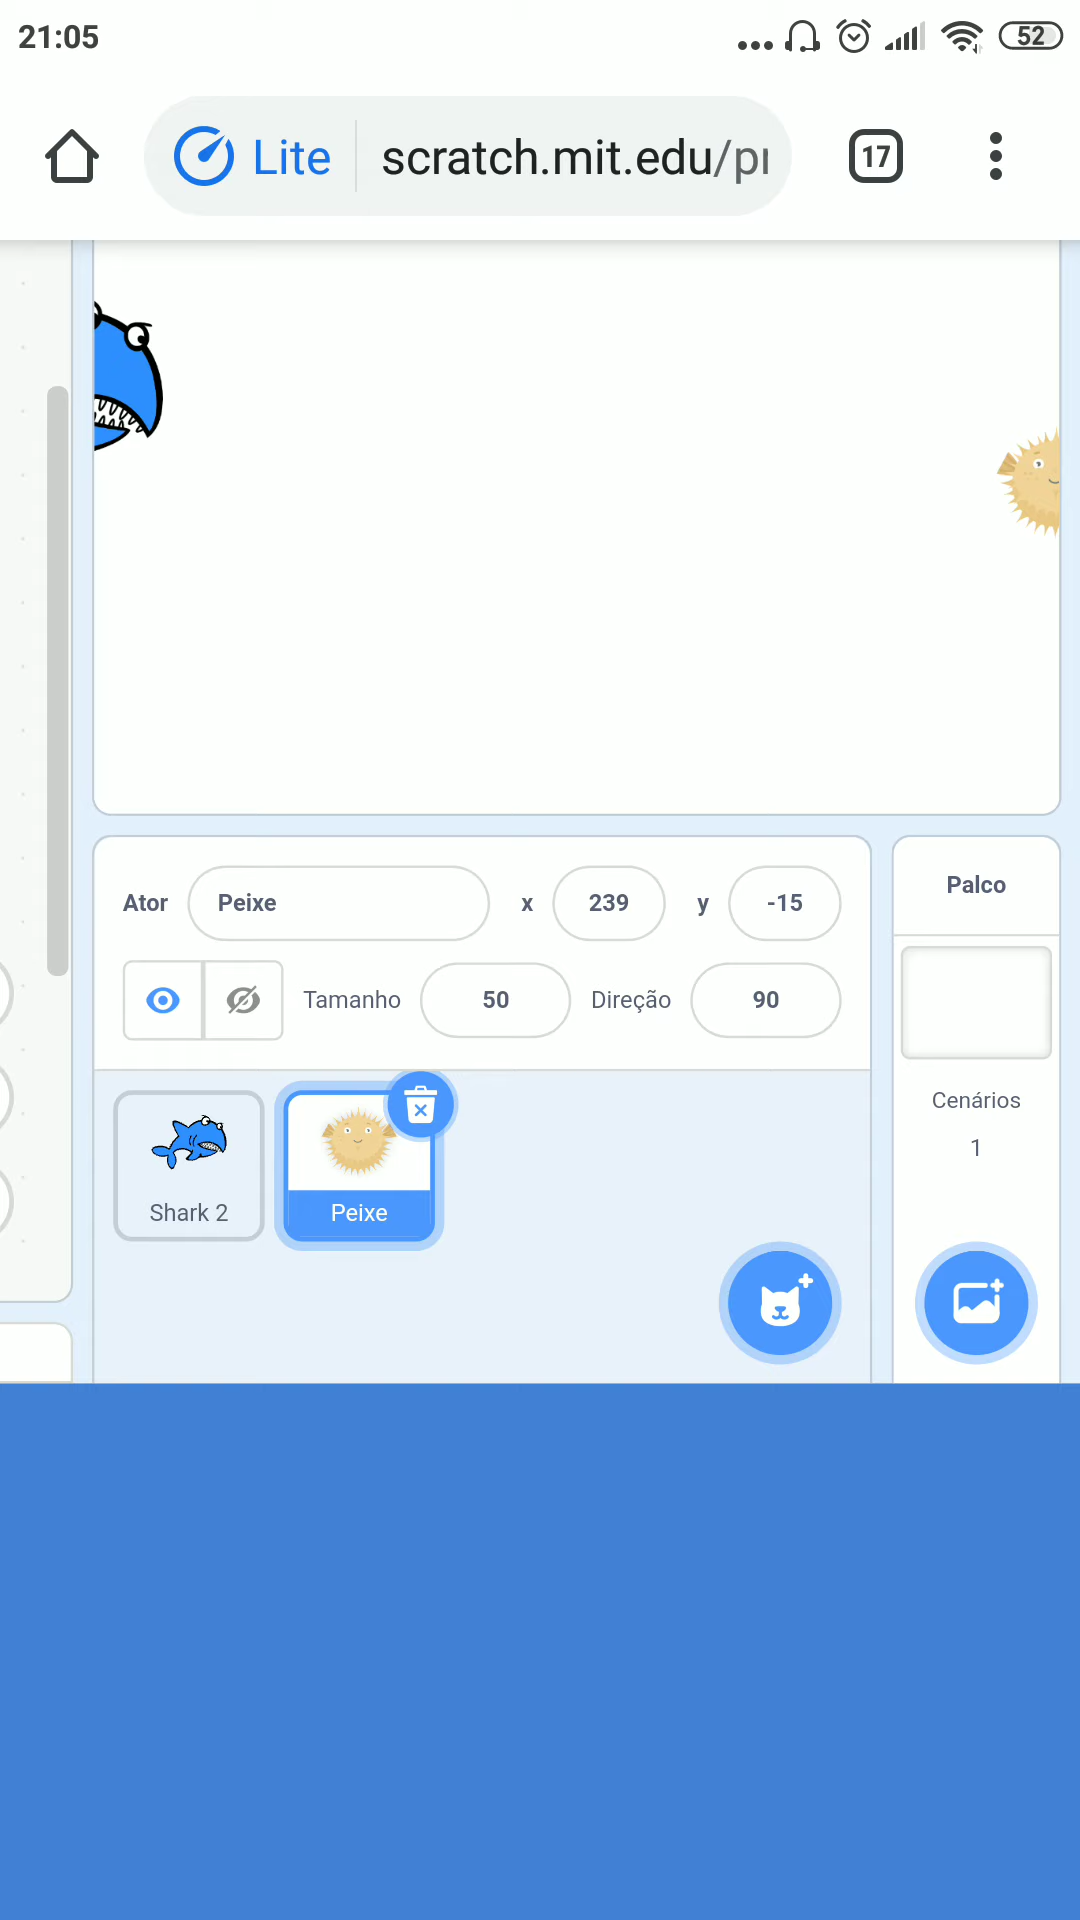 21:05
52
Lite
scratch.mit.edu/pr
17
Ator
Peixe
x
239
y
-15
Tamanho
50
Direção
90
Palco
Cenários
1
Shark 2
Peixe